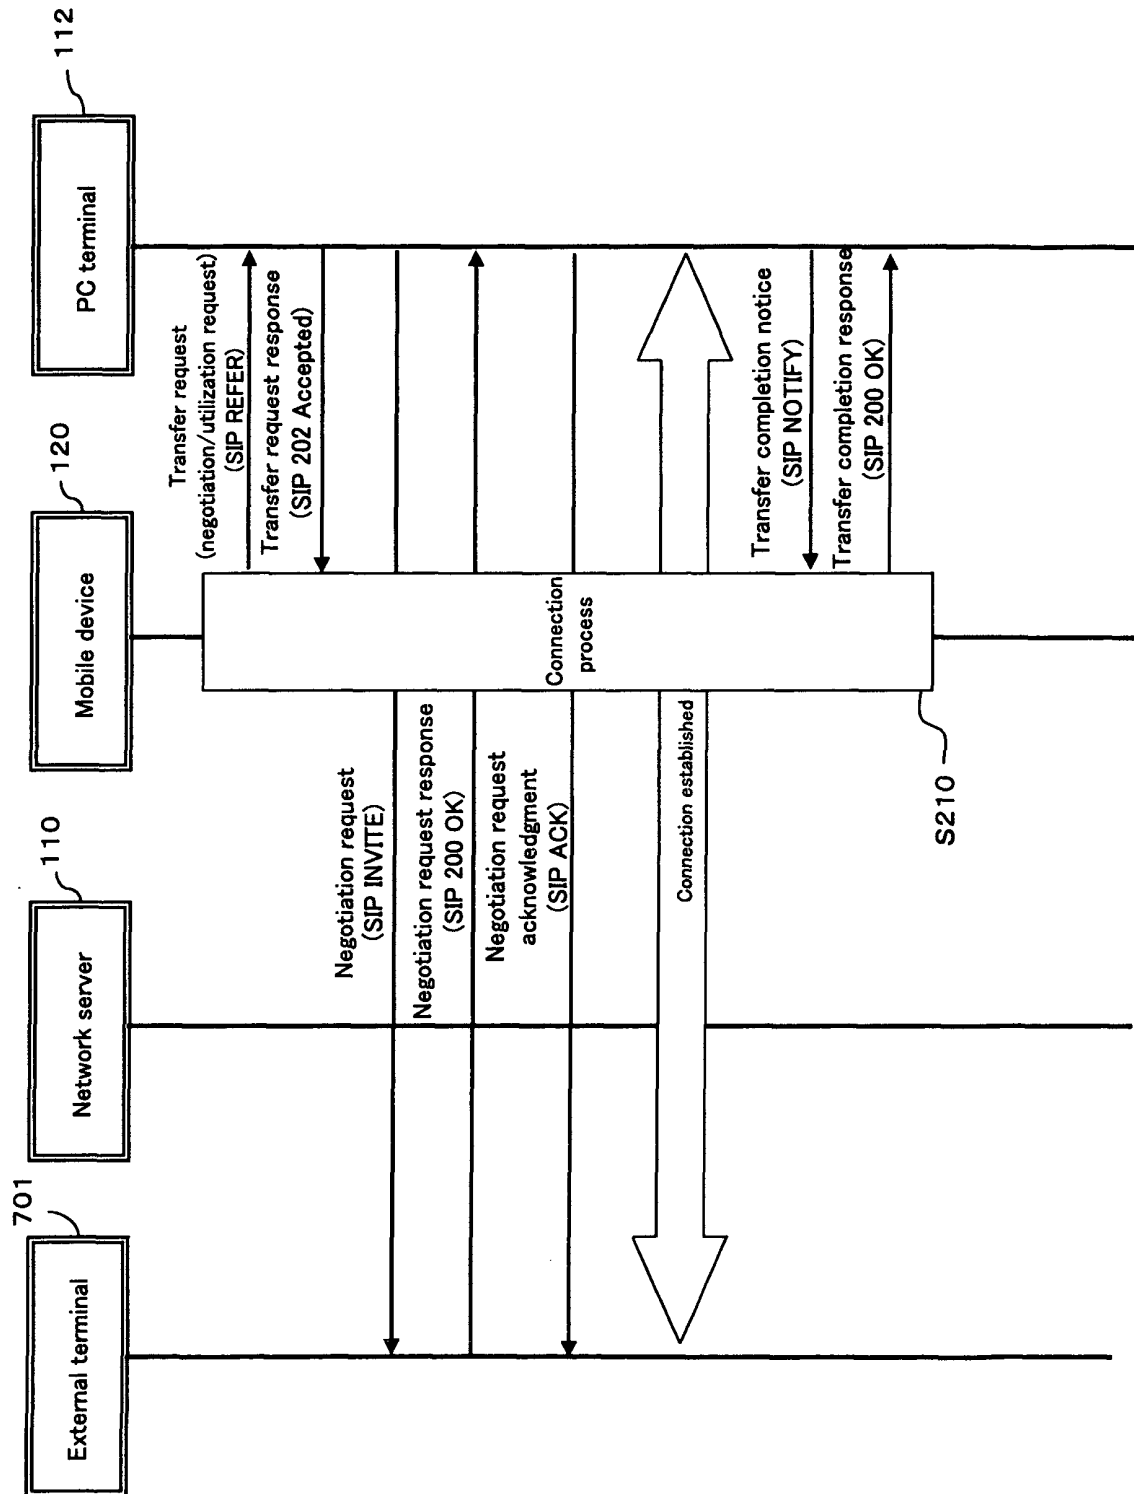 External terminal
701
Network server
110
Mobile device
120
PC terminal
112
Transfer request
(negotiation/utilization request)
(SIP REFER)
Transfer request response
(SIP 202 Accepted)
Negotiation request
(SIP INVITE)
Negotiation request response
(SIP 200 OK)
Negotiation request
acknowledgment
(SIP ACK)
Connection
process
Connection established
Transfer completion notice
(SIP NOTIFY)
Transfer completion response
(SIP 200 OK)
S210